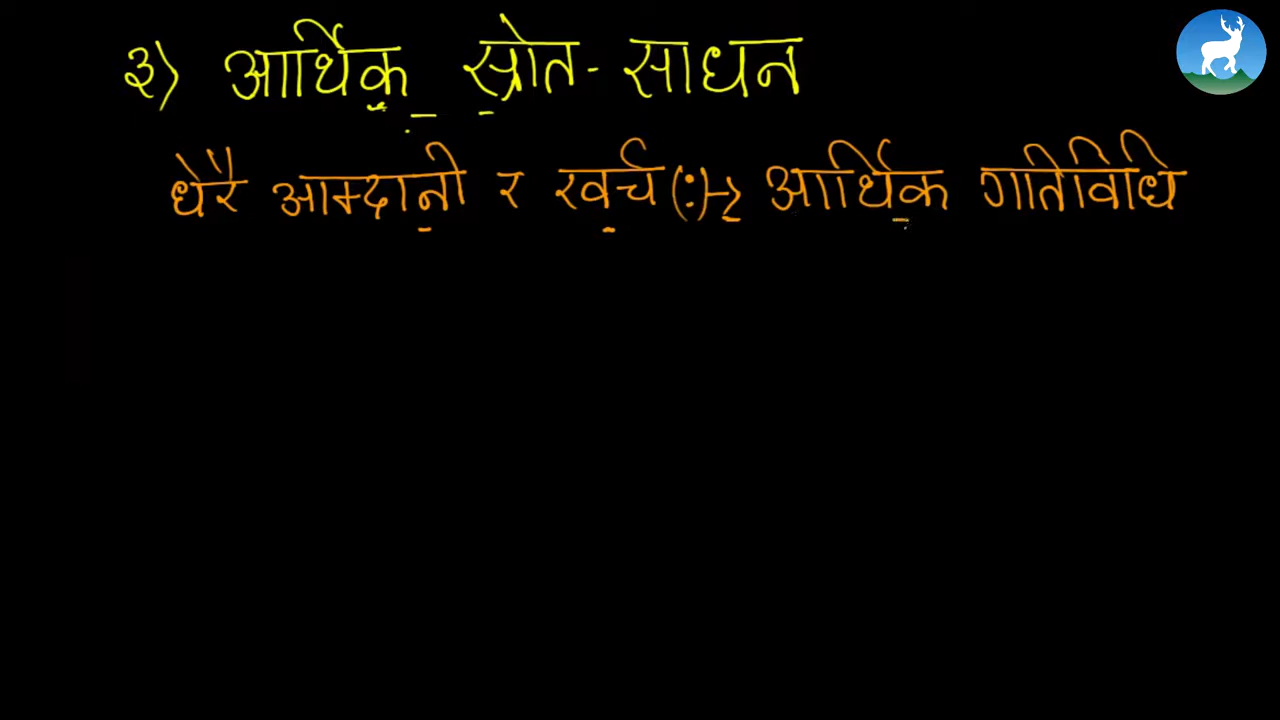 ३) आर्थिक स्रोत-साधन
धेरै आम्दानी र खर्च(:)→ आर्थिक गतिविधि